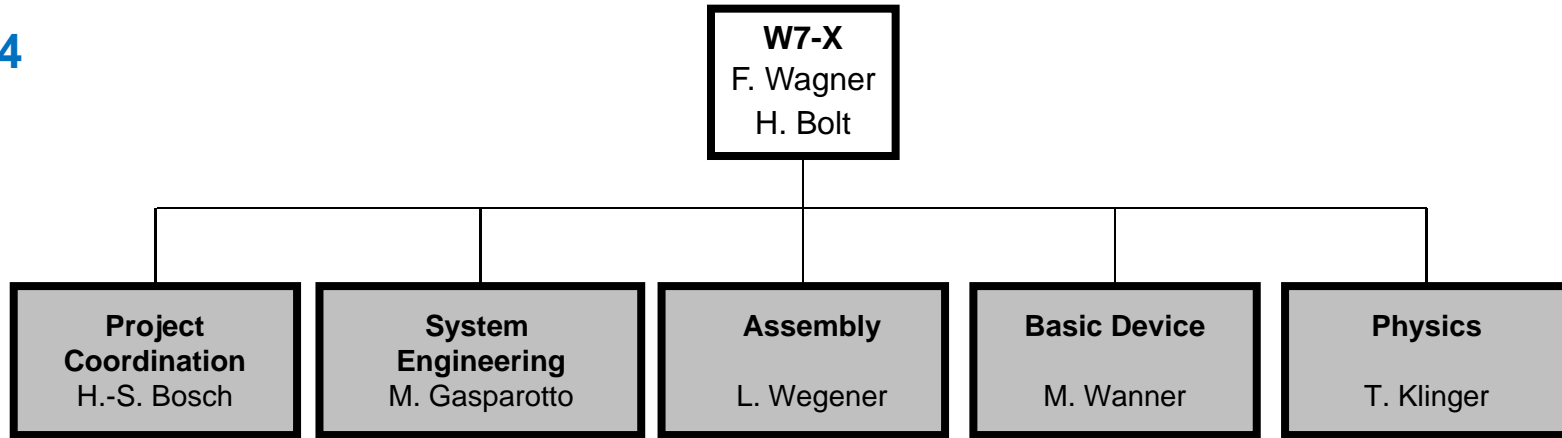 4
W7-X
F. Wagner
H. Bolt
Project
Coordination
H.-S. Bosch
System
Engineering
M. Gasparotto
Assembly
L. Wegener
Basic Device
M. Wanner
Physics
T. Klinger